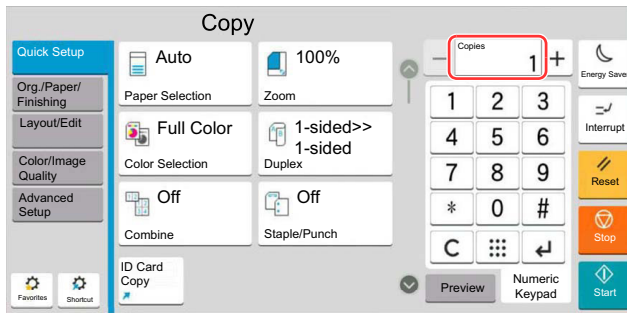 Copy
Quick Setup
Org./Paper/
Finishing
Layout/Edit
Color/Image
Quality
Advanced
Setup
Favorites
Shortcut
Auto
Paper Selection
100%
Zoom
Full Color
Color Selection
1-sided>>
1-sided
Duplex
Off
Combine
Off
Staple/Punch
ID Card
Copy
Copies
− 1 +
1 2 3
4 5 6
7 8 9
* 0 #
C
Preview
Numeric
Keypad
Energy Save
Interrupt
Reset
Stop
Start